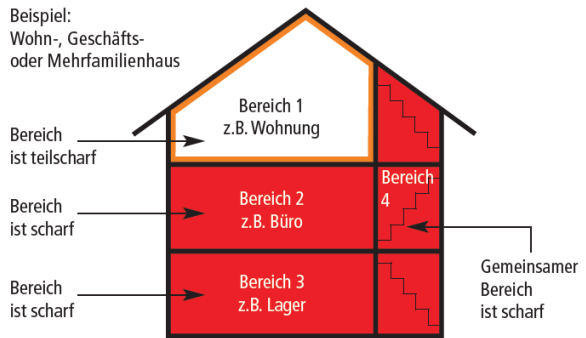 Beispiel:
Wohn-, Geschäfts-
oder Mehrfamilienhaus
Bereich 1
z.B. Wohnung
Bereich
ist teilscharf
Bereich 2
z.B. Büro
Bereich
4
Bereich
ist scharf
Bereich 3
z.B. Lager
Bereich
ist scharf
Gemeinsamer
Bereich
ist scharf